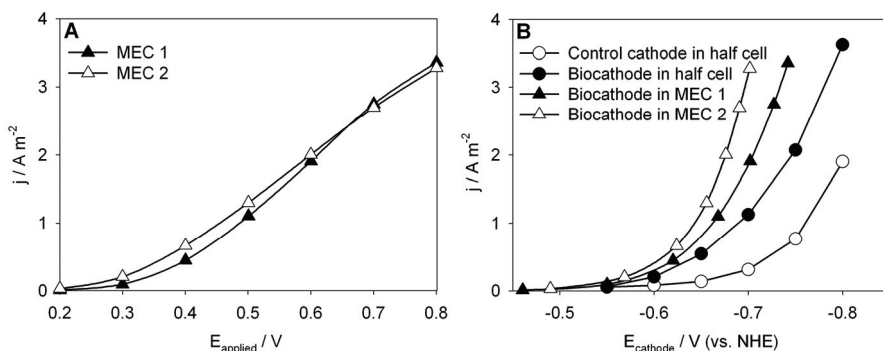 A
MEC 1
MEC 2
4
3
2
1
0
0.2 0.3 0.4 0.5 0.6 0.7 0.8
j / A m-2
Eapplied / V
B
Control cathode in half cell
Biocathode in half cell
Biocathode in MEC 1
Biocathode in MEC 2
4
3
2
1
0
-0.5 -0.6 -0.7 -0.8
j / A m-2
Ecathode / V (vs. NHE)